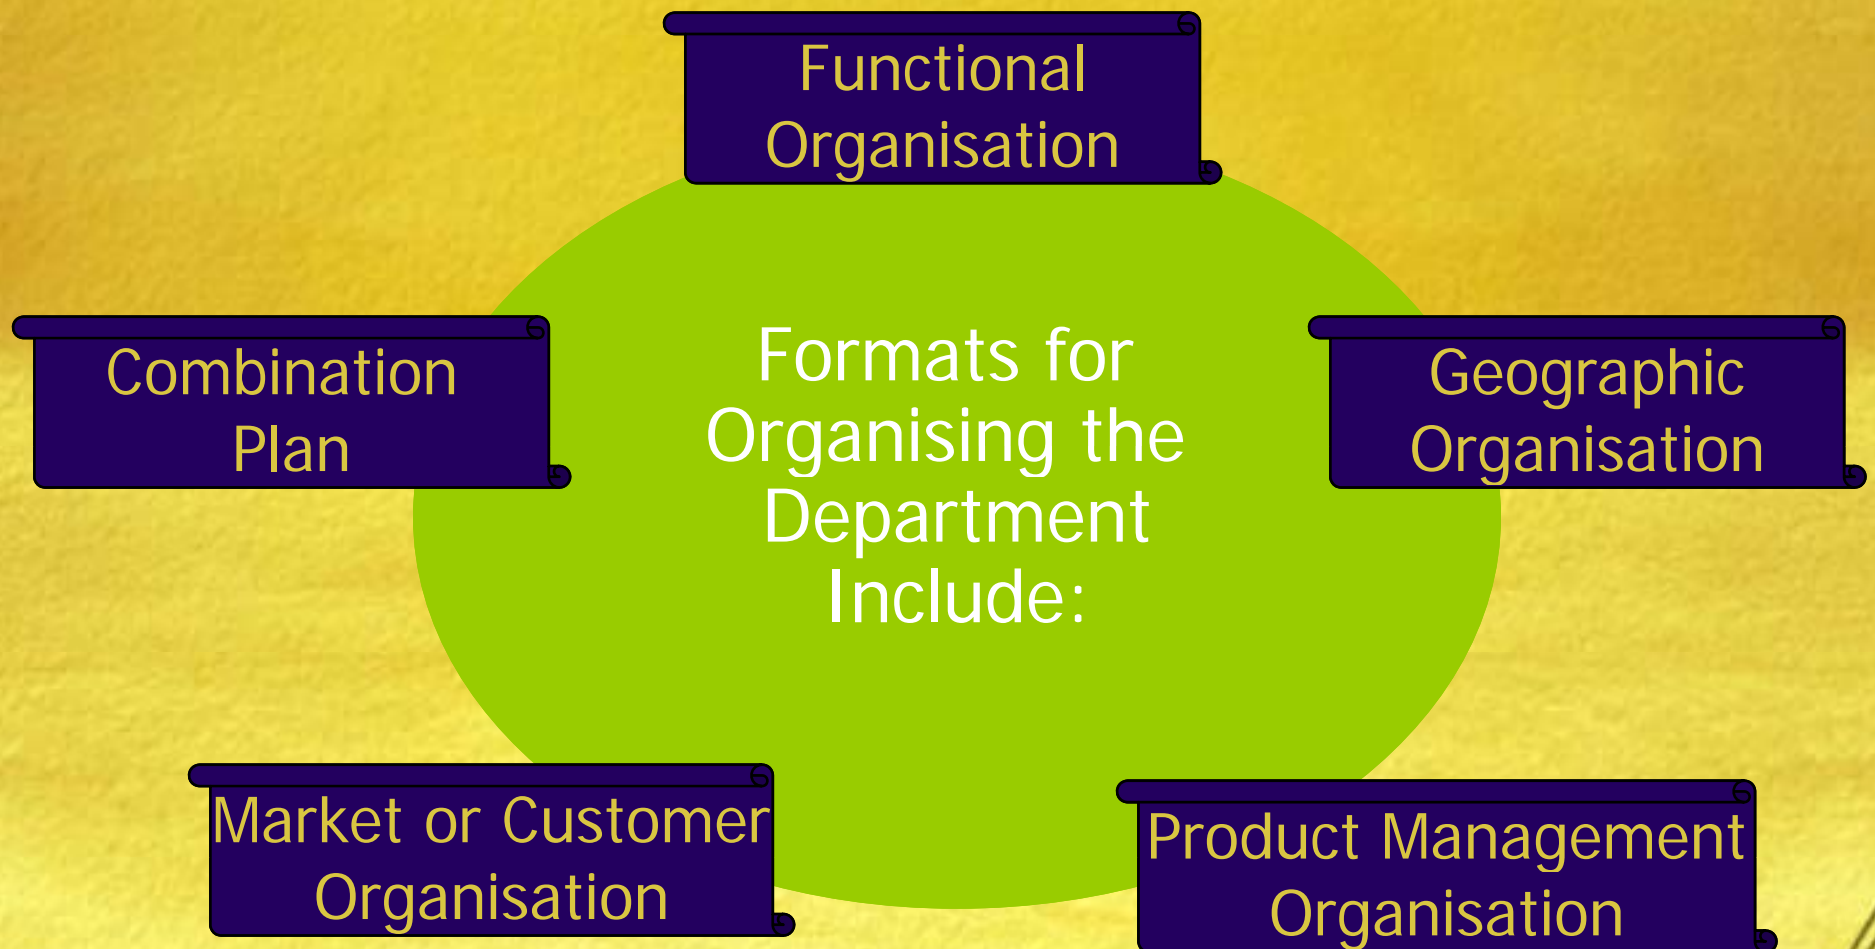 Functional
Organisation
Combination
Plan
Formats for
Organising the
Department
Include:
Geographic
Organisation
Market or Customer
Organisation
Product Management
Organisation